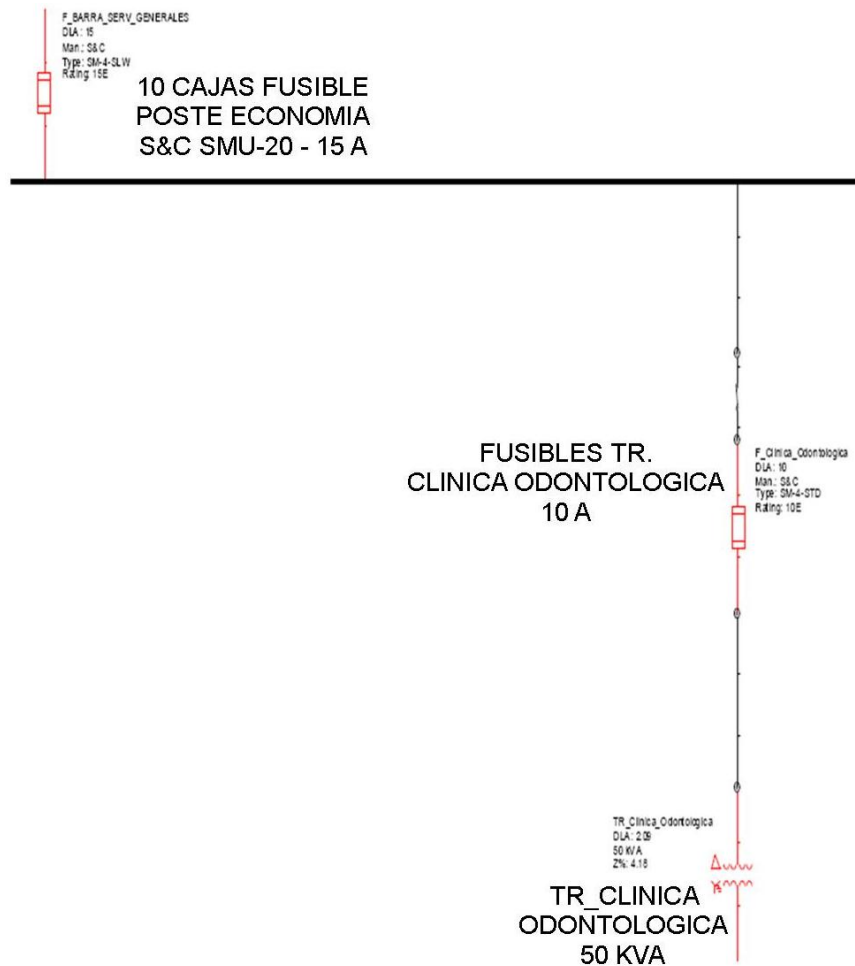 F_BARRA_SERV_GENERALES
DLA: 15
Man.: S&C
Type: SM-4-SLW
Rating: 15E
10 CAJAS FUSIBLE
POSTE ECONOMIA
S&C SMU-20 - 15 A
FUSIBLES TR.
CLINICA ODONTOLOGICA
10 A
F_Clinica_Odontologica
DLA: 10
Man.: S&C
Type: SM-4-STD
Rating: 10E
TR_Clinica_Odontologica
DLA: 2.09
50 kVA
Z%: 4.16
TR_CLINICA
ODONTOLOGICA
50 KVA